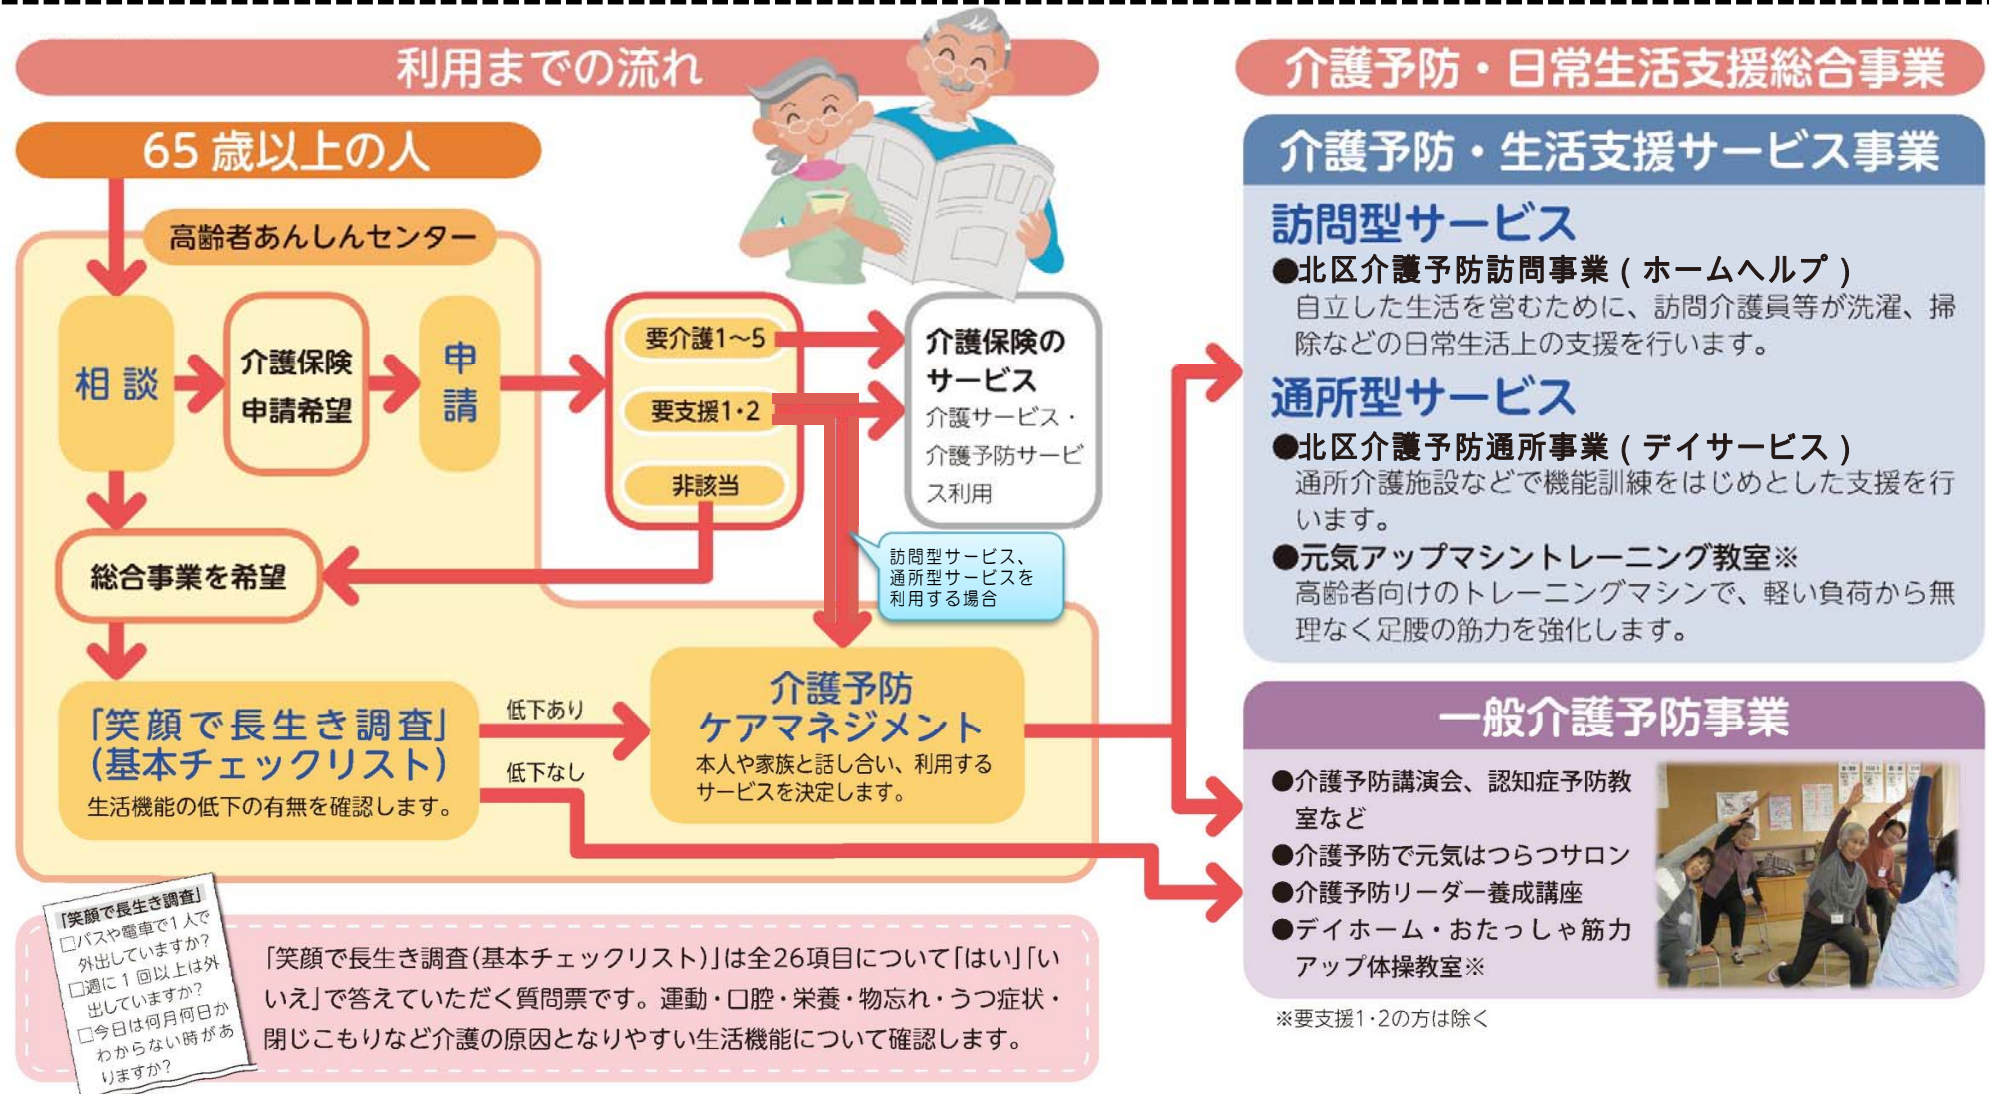 利用までの流れ
65歳以上の人
高齢者あんしんセンター
相談
介護保険
申請希望
申請
要介護1～5
要支援1・2
非該当
介護保険の
サービス
介護サービス・
介護予防サービ
ス利用
訪問型サービス、
通所型サービスを
利用する場合
総合事業を希望
「笑顔で長生き調査」
(基本チェックリスト)
生活機能の低下の有無を確認します。
低下あり
低下なし
介護予防
ケアマネジメント
本人や家族と話し合い、利用する
サービスを決定します。
「笑顔で長生き調査」
□バスや電車で1人で
外出していますか?
□週に1回以上は外
出していますか?
□今日は何月何日か
わからない時があ
りますか?
「笑顔で長生き調査(基本チェックリスト)」は全26項目について「はい」「い
いえ」で答えていただく質問票です。運動・口腔・栄養・物忘れ・うつ症状・
閉じこもりなど介護の原因となりやすい生活機能について確認します。
介護予防・日常生活支援総合事業
介護予防・生活支援サービス事業
訪問型サービス
●北区介護予防訪問事業(ホームヘルプ)
自立した生活を営むために、訪問介護員等が洗濯、掃
除などの日常生活上の支援を行います。
通所型サービス
●北区介護予防通所事業(デイサービス)
通所介護施設などで機能訓練をはじめとした支援を行
います。
●元気アップマシントレーニング教室※
高齢者向けのトレーニングマシンで、軽い負荷から無
理なく足腰の筋力を強化します。
一般介護予防事業
●介護予防講演会、認知症予防教
室など
●介護予防で元気はつらつサロン
●介護予防リーダー養成講座
●デイホーム・おたっしゃ筋力
アップ体操教室※
※要支援1・2の方は除く